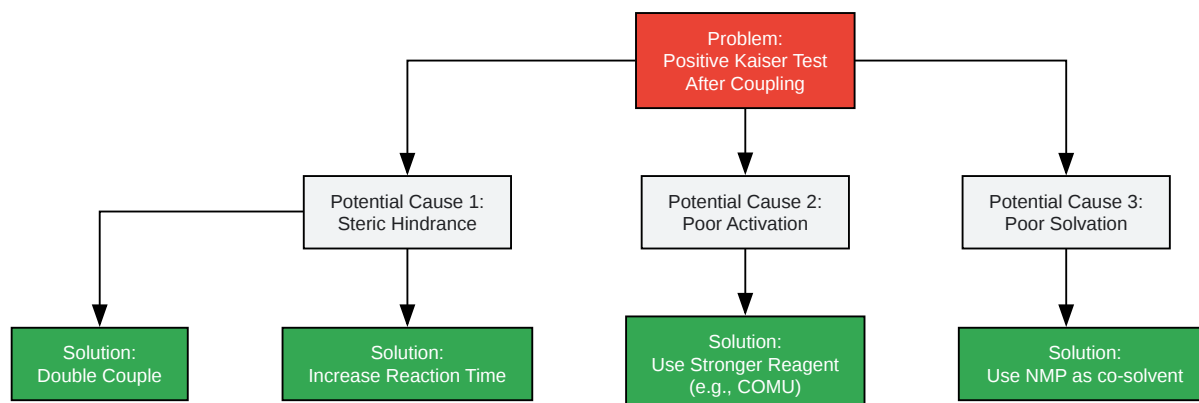 Problem:
Positive Kaiser Test
After Coupling
Potential Cause 1:
Steric Hindrance
Potential Cause 2:
Poor Activation
Potential Cause 3:
Poor Solvation
Solution:
Double Couple
Solution:
Increase Reaction Time
Solution:
Use Stronger Reagent
(e.g., COMU)
Solution:
Use NMP as co-solvent